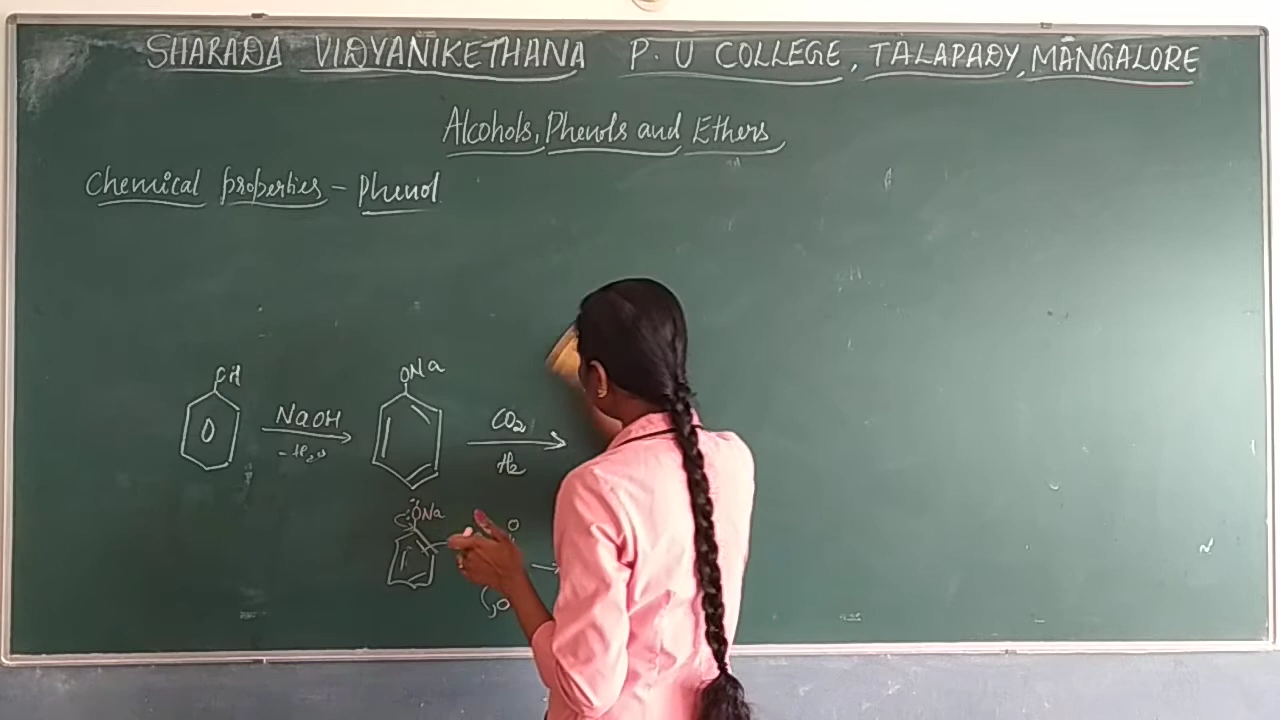 SHARADA VIDYANIKETHANA P.U COLLEGE, TALAPADY, MANGALORE
Alcohols, Phenols and Ethers
Chemical properties - Phenol
OH NaOH -H2O ONa CO2 H2
ONa O
O